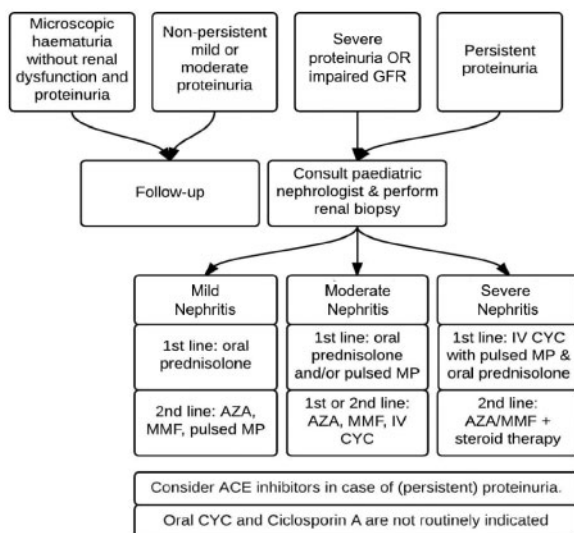 Microscopic
haematuria
without renal
dysfunction and
proteinuria
Non-persistent
mild or
moderate
proteinuria
Severe
proteinuria OR
impaired GFR
Persistent
proteinuria
Follow-up
Consult paediatric
nephrologist & perform
renal biopsy
Mild
Nephritis
Moderate
Nephritis
Severe
Nephritis
1st line: oral
prednisolone
1st line: oral
prednisolone
and/or pulsed MP
1st line: IV CYC
with pulsed MP &
oral prednisolone
2nd line: AZA,
MMF, pulsed MP
1st or 2nd line:
AZA, MMF, IV
CYC
2nd line:
AZA/MMF +
steroid therapy
Consider ACE inhibitors in case of (persistent) proteinuria.
Oral CYC and Ciclosporin A are not routinely indicated